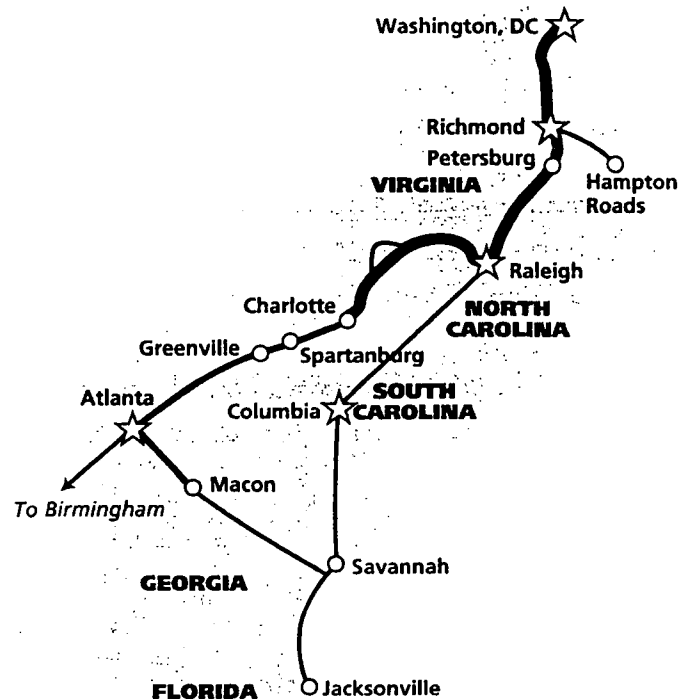 Washington, DC
Richmond
Petersburg
VIRGINIA
Hampton
Roads
Raleigh
Charlotte
NORTH
CAROLINA
Greenville
Spartanburg
Atlanta
SOUTH
Columbia
CAROLINA
Macon
To Birmingham
Savannah
GEORGIA
FLORIDA
Jacksonville